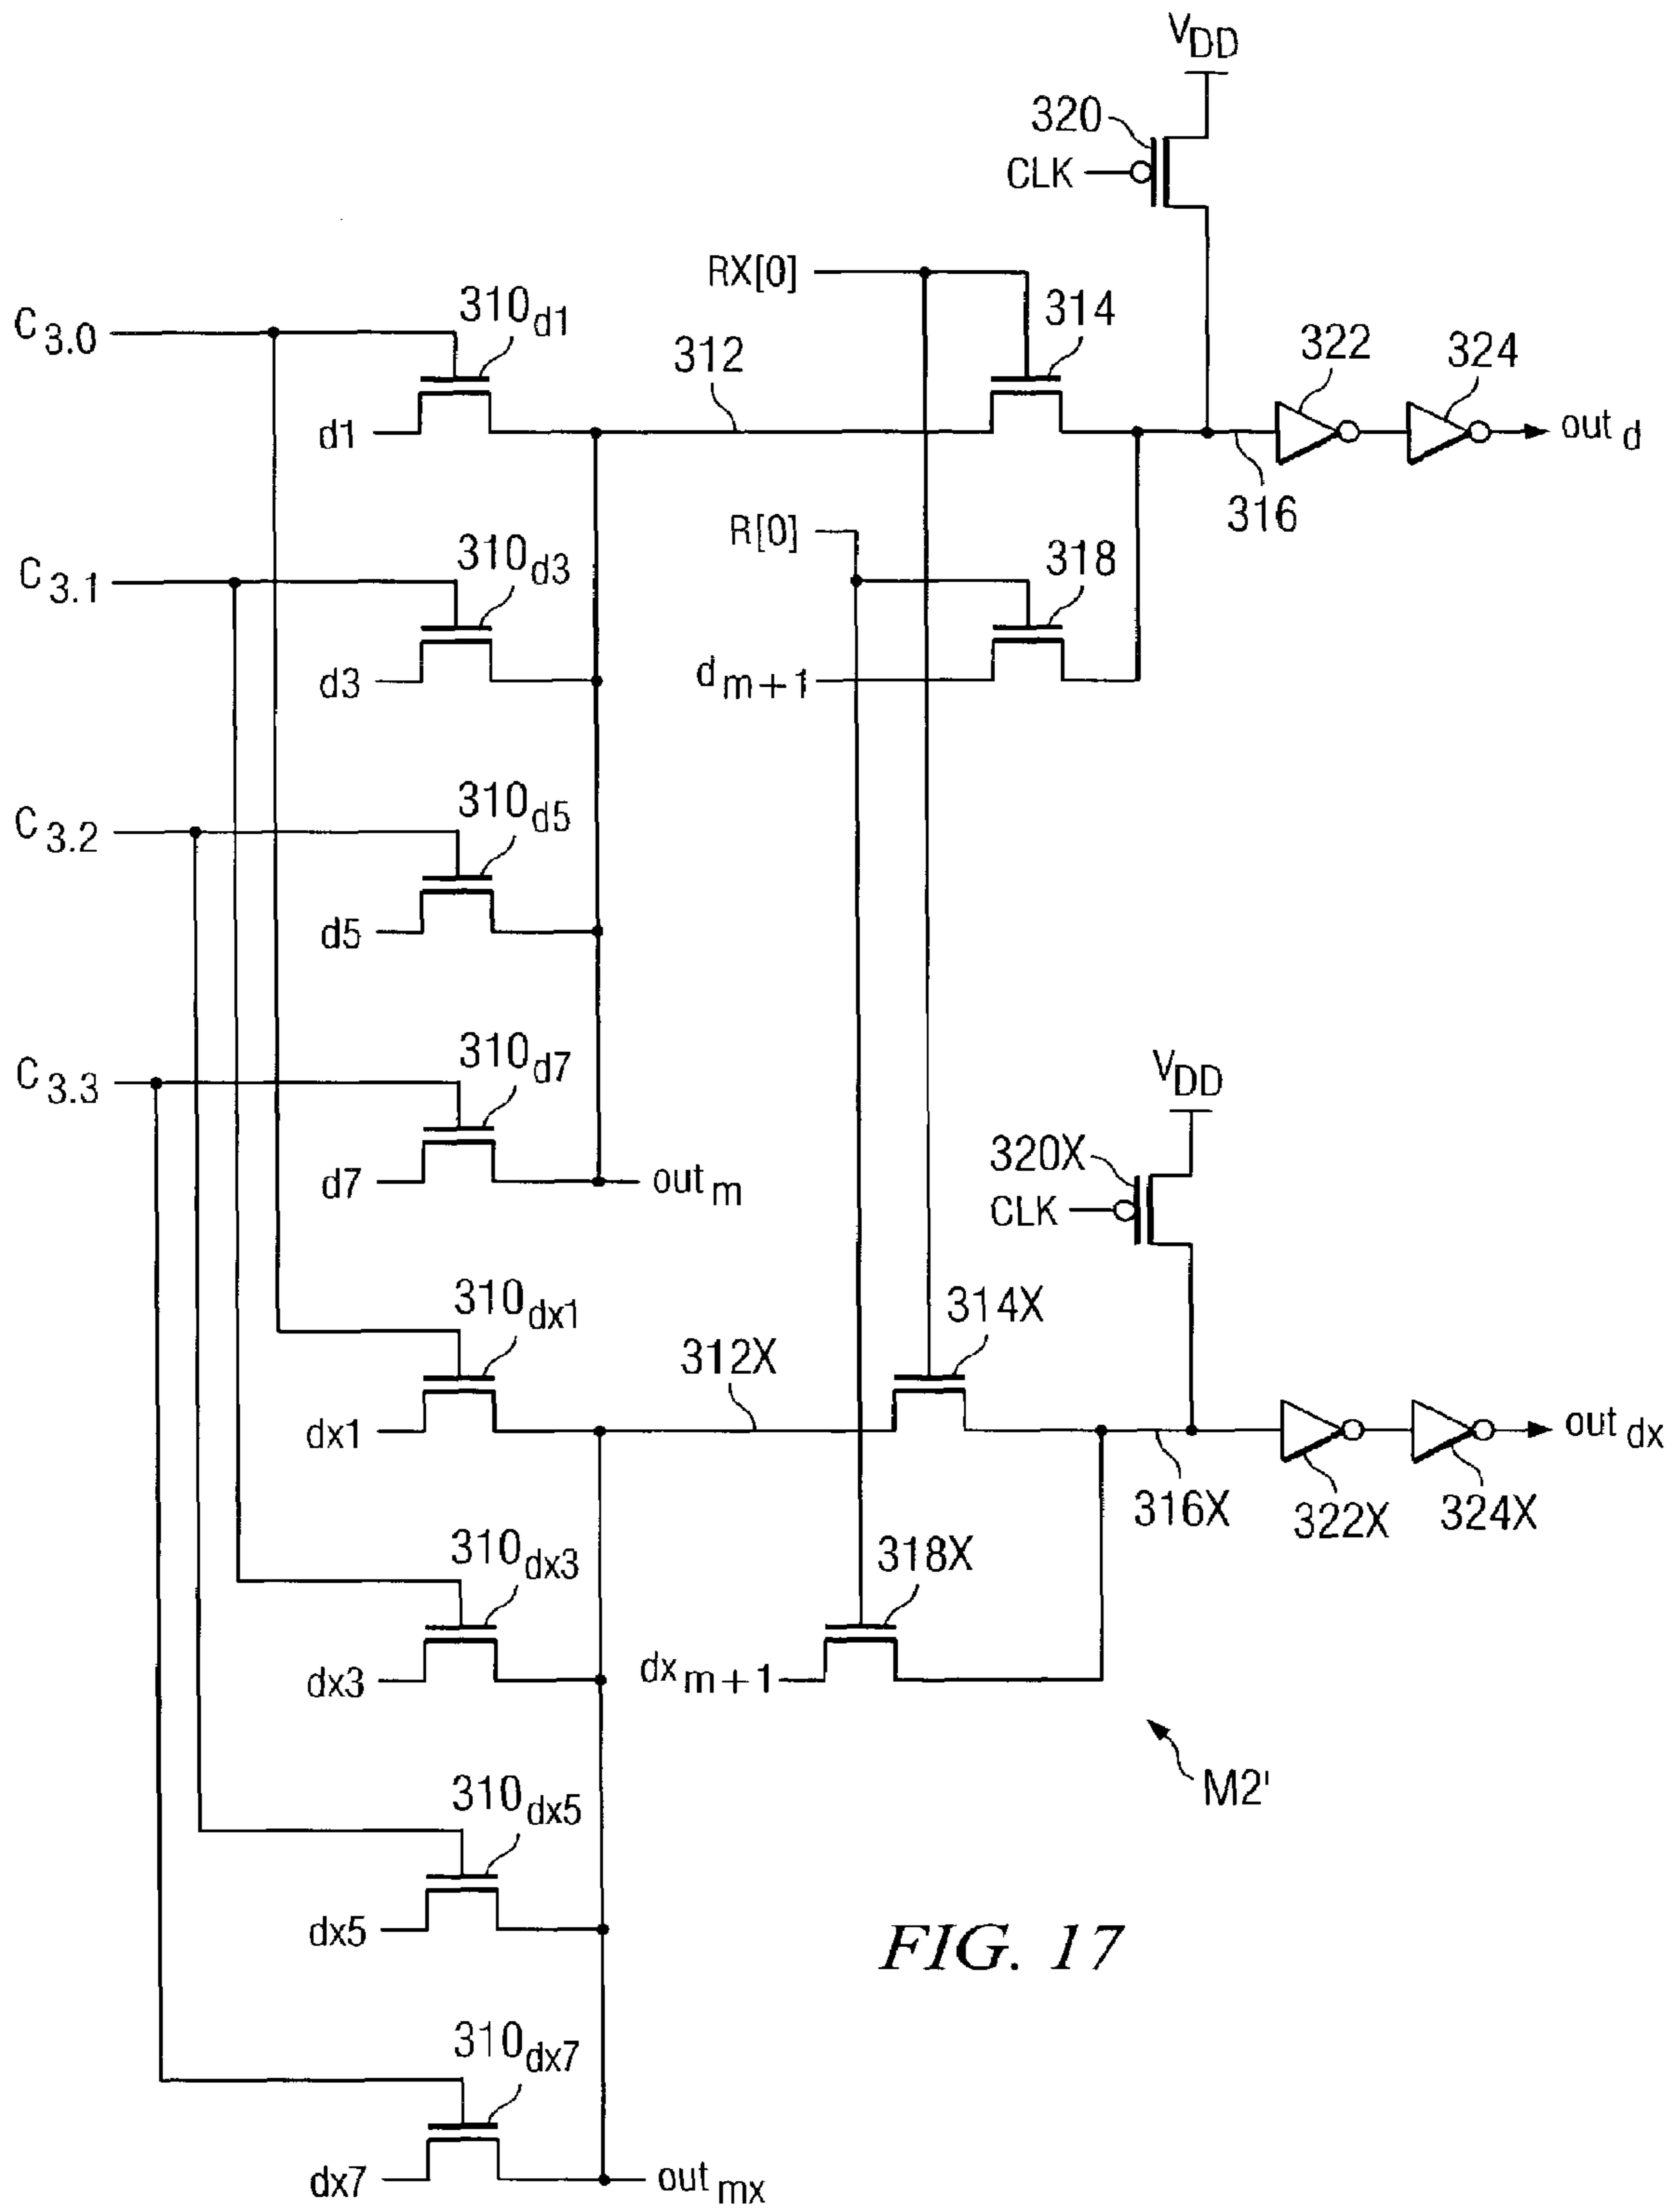 VDD
320
CLK
RX[0]
310d1
314
C3.0
312
322
324
d1
outd
316
R[0]
310d3
318
C3.1
d3
dm+1
310d5
C3.2
d5
310d7
VDD
C3.3
320X
d7
outm
CLK
310dx1
314X
312X
dx1
outdx
316X
322X
324X
310dx3
318X
dx3
dxm+1
310dx5
M2'
dx5
FIG. 17
310dx7
dx7
outmx